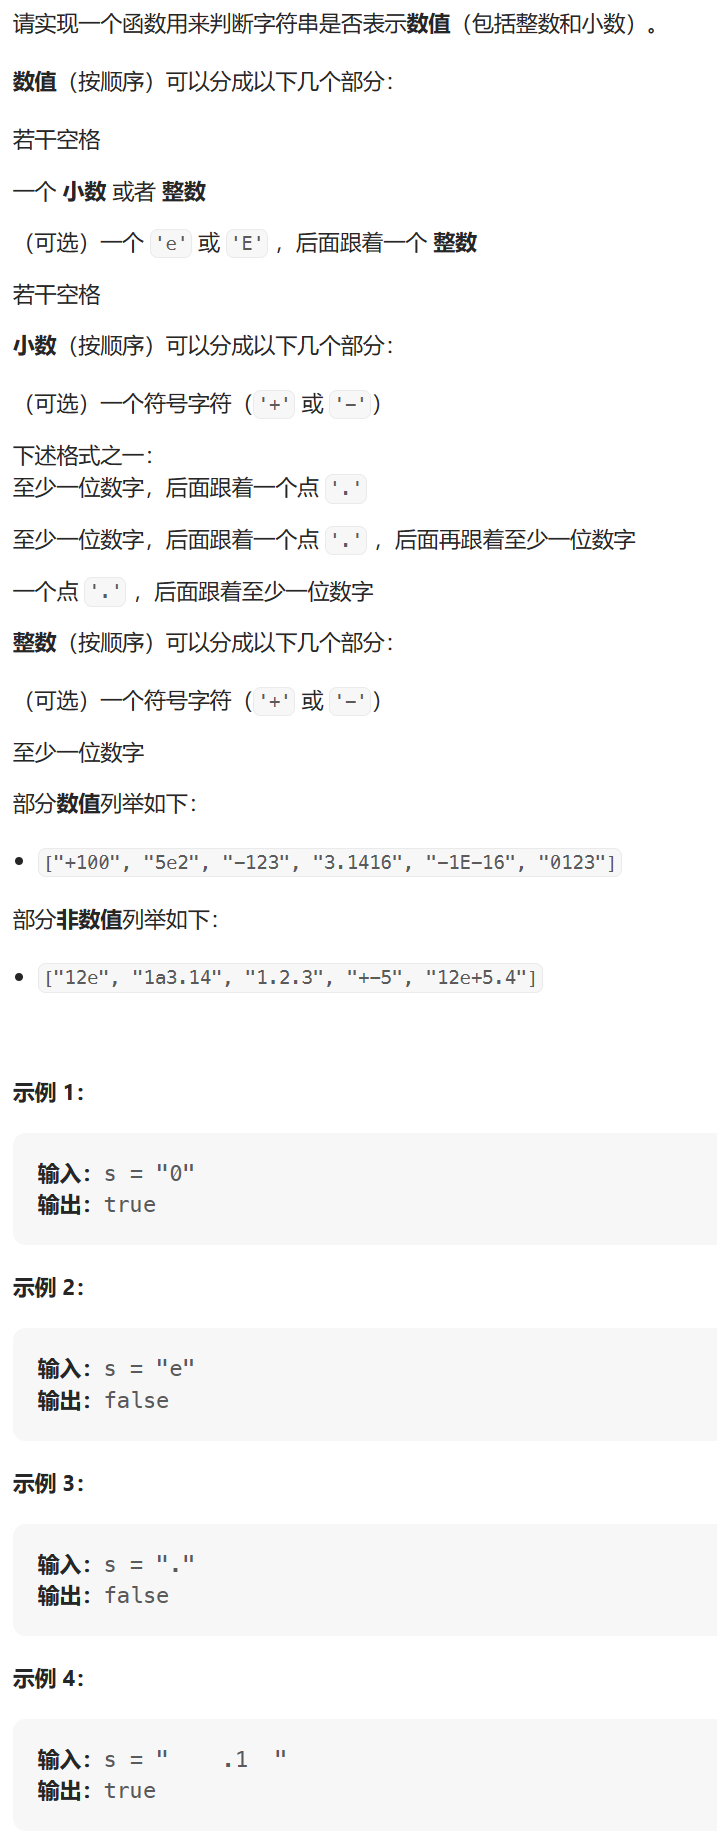 请实现一个函数用来判断字符串是否表示数值（包括整数和小数）。
数值（按顺序）可以分成以下几个部分：
若干空格
一个 小数 或者 整数
（可选）一个 'e' 或 'E' ，后面跟着一个 整数
若干空格
小数（按顺序）可以分成以下几个部分：
（可选）一个符号字符（'+' 或 '-'）
下述格式之一：
至少一位数字，后面跟着一个点 '.'
至少一位数字，后面跟着一个点 '.' ，后面再跟着至少一位数字
一个点 '.' ，后面跟着至少一位数字
整数（按顺序）可以分成以下几个部分：
（可选）一个符号字符（'+' 或 '-'）
至少一位数字
部分数值列举如下：
• ["+100", "5e2", "-123", "3.1416", "-1E-16", "0123"]
部分非数值列举如下：
• ["12e", "1a3.14", "1.2.3", "+-5", "12e+5.4"]
示例 1：
输入：s = "0"
输出：true
示例 2：
输入：s = "e"
输出：false
示例 3：
输入：s = "."
输出：false
示例 4：
输入：s = "    .1  "
输出：true